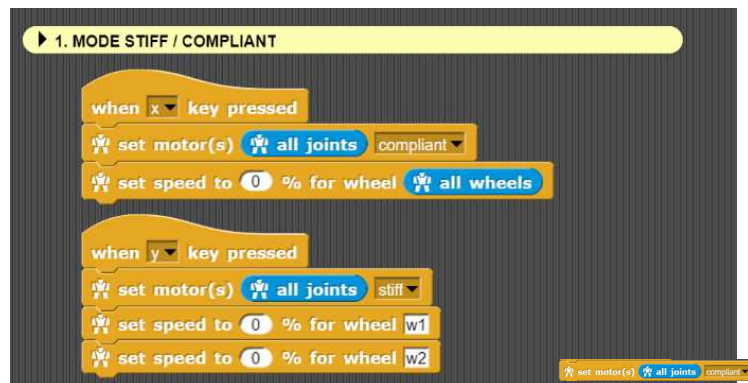 1. MODE STIFF / COMPLIANT
when x key pressed
set motor(s) all joints compliant
set speed to 0 % for wheel all wheels
when y key pressed
set motor(s) all joints stiff
set speed to 0 % for wheel w1
set speed to 0 % for wheel w2
set motor(s) all joints compliant